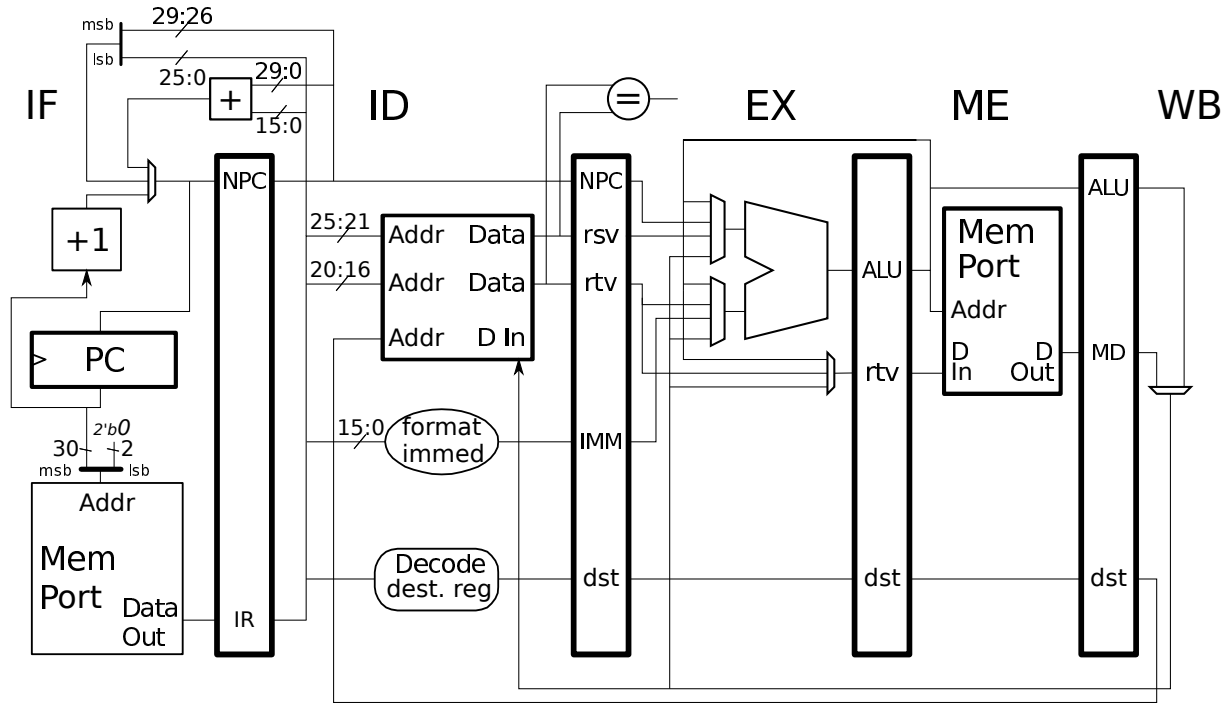 29:26
msb
lsb
25:0
29:0
+
15:0
=
IF
ID
EX
ME
WB
NPC
NPC
ALU
+1
25:21
Addr
Data
rsv
Mem
Port
20:16
Addr
Data
rtv
ALU
Addr
Addr
D In
PC
D
In
D
Out
MD
rtv
2'b0
30
2
msb
lsb
15:0
format
immed
IMM
Addr
Mem
Port
Data
Out
IR
Decode
dest. reg
dst
dst
dst